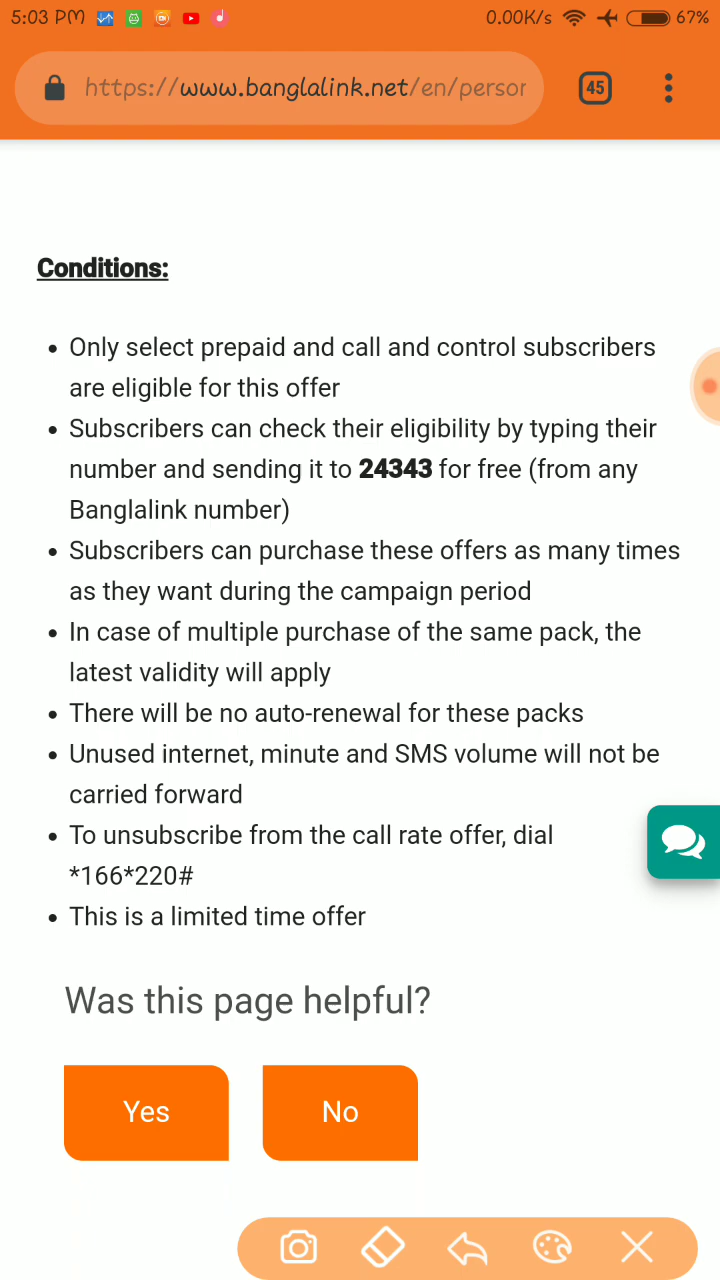 5:03 PM 0.00K/s 67%
https://www.banglalink.net/en/person 45
Conditions:
• Only select prepaid and call and control subscribers
are eligible for this offer
• Subscribers can check their eligibility by typing their
number and sending it to 24343 for free (from any
Banglalink number)
• Subscribers can purchase these offers as many times
as they want during the campaign period
• In case of multiple purchase of the same pack, the
latest validity will apply
• There will be no auto-renewal for these packs
• Unused internet, minute and SMS volume will not be
carried forward
• To unsubscribe from the call rate offer, dial
*166*220#
• This is a limited time offer
Was this page helpful?
Yes No